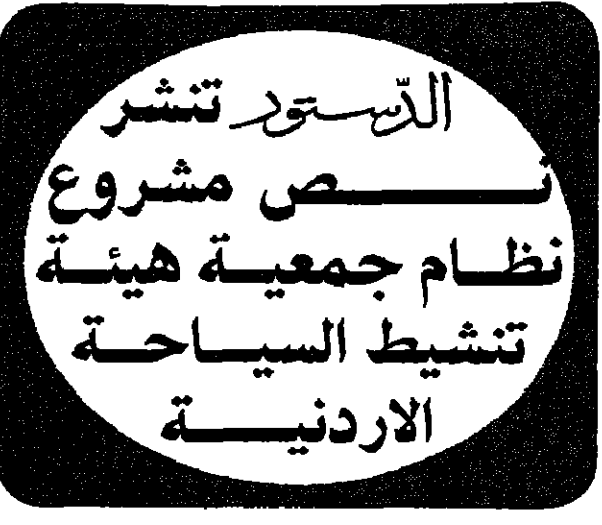 الدستور تنشر
نص مشروع
نظام جمعية هيئة
تنشيط السياحة
الاردنية